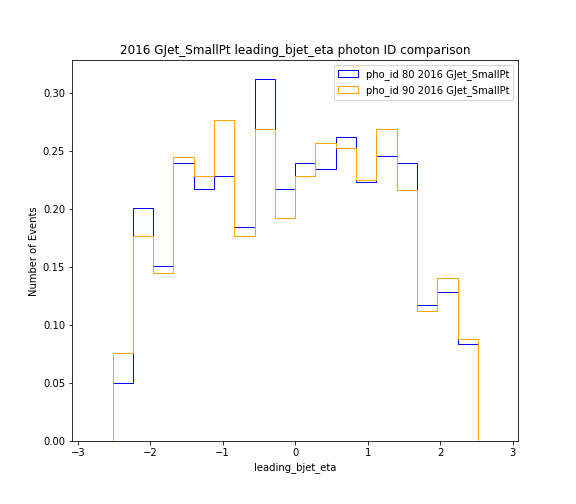 2016 GJet_SmallPt leading_bjet_eta photon ID comparison
pho_id 80 2016 GJet_SmallPt
pho_id 90 2016 GJet_SmallPt
Number of Events
0.30
0.25
0.20
0.15
0.10
0.05
0.00
−3
−2
−1
0
1
2
3
leading_bjet_eta